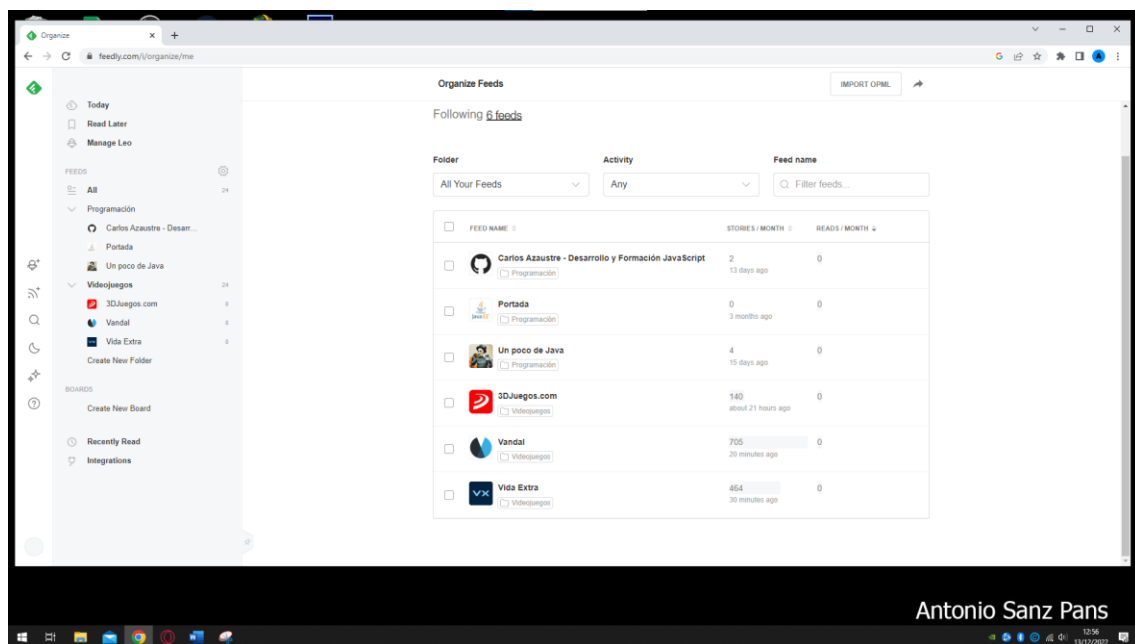 Organize
feedly.com/i/organize/me
Organize Feeds
IMPORT OPML
Today
Read Later
Manage Leo
FEEDS
All 24
Programación
Carlos Azaustre - Desarr...
Portada
Un poco de Java
Videojuegos 24
3DJuegos.com 8
Vandal 8
Vida Extra 8
Create New Folder
BOARDS
Create New Board
Recently Read
Integrations
Following 6 feeds
Folder Activity Feed name
All Your Feeds Any Filter feeds...
FEED NAME STORIES / MONTH READS / MONTH
Carlos Azaustre - Desarrollo y Formación JavaScript 2 0
Programación 13 days ago
Portada 0 0
Programación 3 months ago
Un poco de Java 4 0
Programación 15 days ago
3DJuegos.com 140 0
Videojuegos about 21 hours ago
Vandal 705 0
Videojuegos 20 minutes ago
Vida Extra 464 0
Videojuegos 30 minutes ago
Antonio Sanz Pans
12:56
13/12/2022